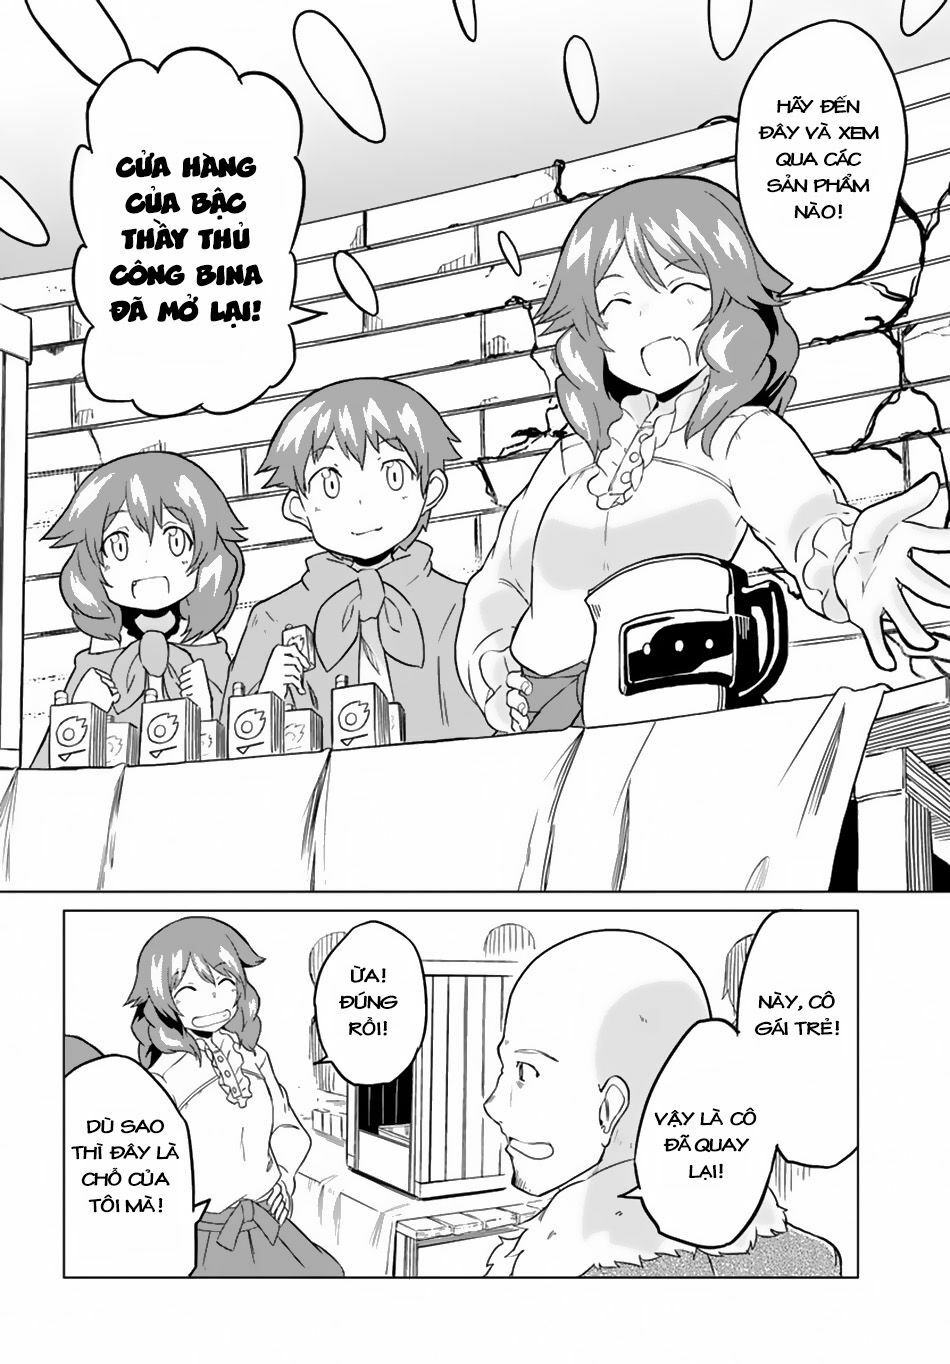 HÃY ĐẾN
ĐÂY VÀ XEM
QUA CÁC
SẢN PHẨM
NÀO!
CỬA HÀNG
CỦA BẬC
THẦY THỦ
CÔNG BINA
ĐÃ MỞ LẠI!
NÀY, CÔ
GÁI TRẺ!
VẬY LÀ CÔ
ĐÃ QUAY
LẠI!
ỪA!
ĐÚNG
RỒI!
DÙ SAO
THÌ ĐÂY LÀ
CHỖ CỦA
TÔI MÀ!